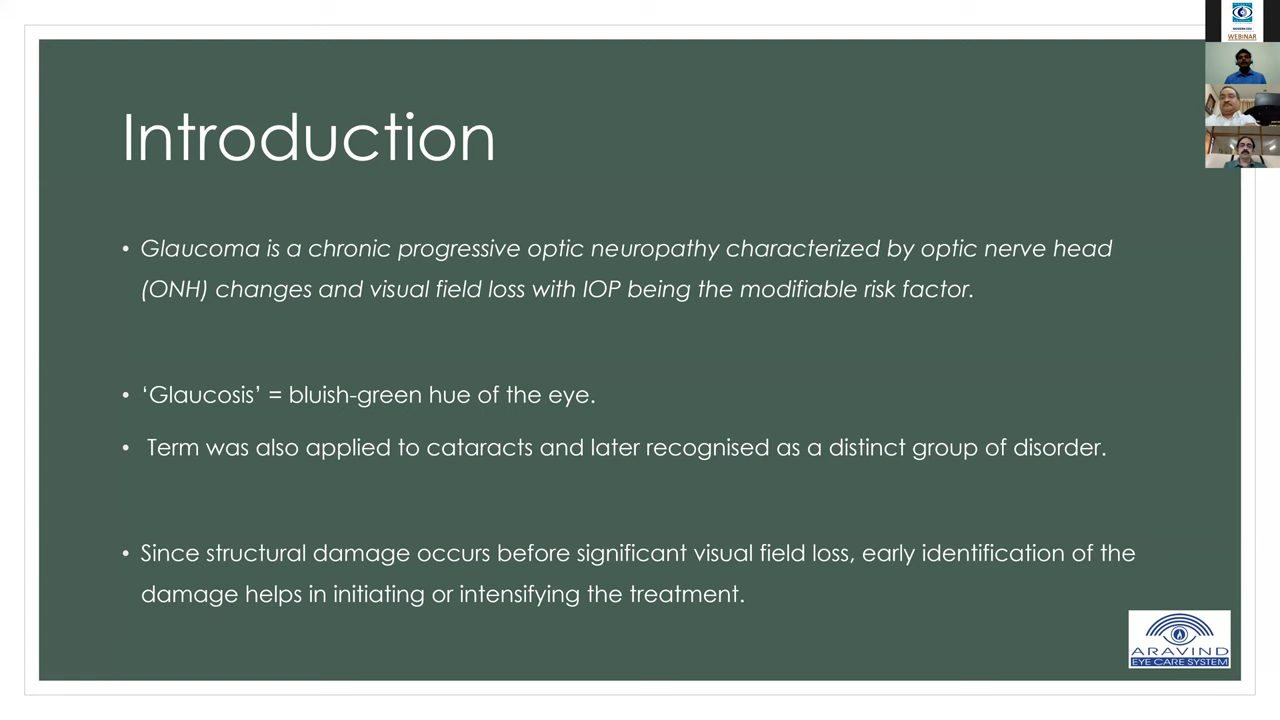 WEBINAR
Introduction
• Glaucoma is a chronic progressive optic neuropathy characterized by optic nerve head
(ONH) changes and visual field loss with IOP being the modifiable risk factor.
• ‘Glaucosis’ = bluish-green hue of the eye.
• Term was also applied to cataracts and later recognised as a distinct group of disorder.
• Since structural damage occurs before significant visual field loss, early identification of the
damage helps in initiating or intensifying the treatment.
ARAVIND
EYE CARE SYSTEM